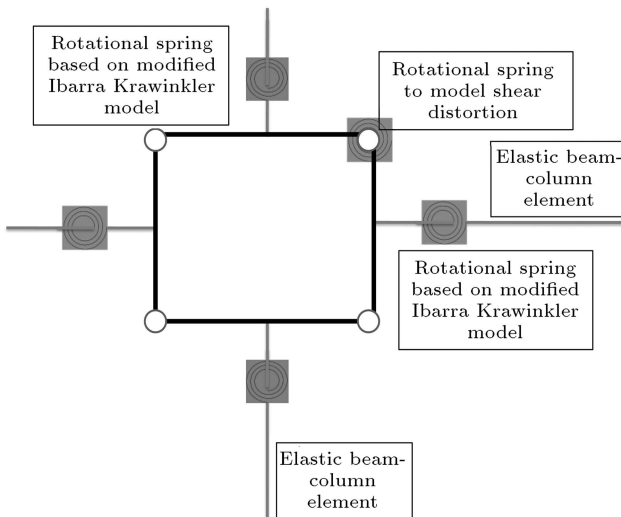 Rotational spring
based on modified
Ibarra Krawinkler
model
Rotational spring
to model shear
distortion
Elastic beam-
column
element
Rotational spring
based on modified
Ibarra Krawinkler
model
Elastic beam-
column
element